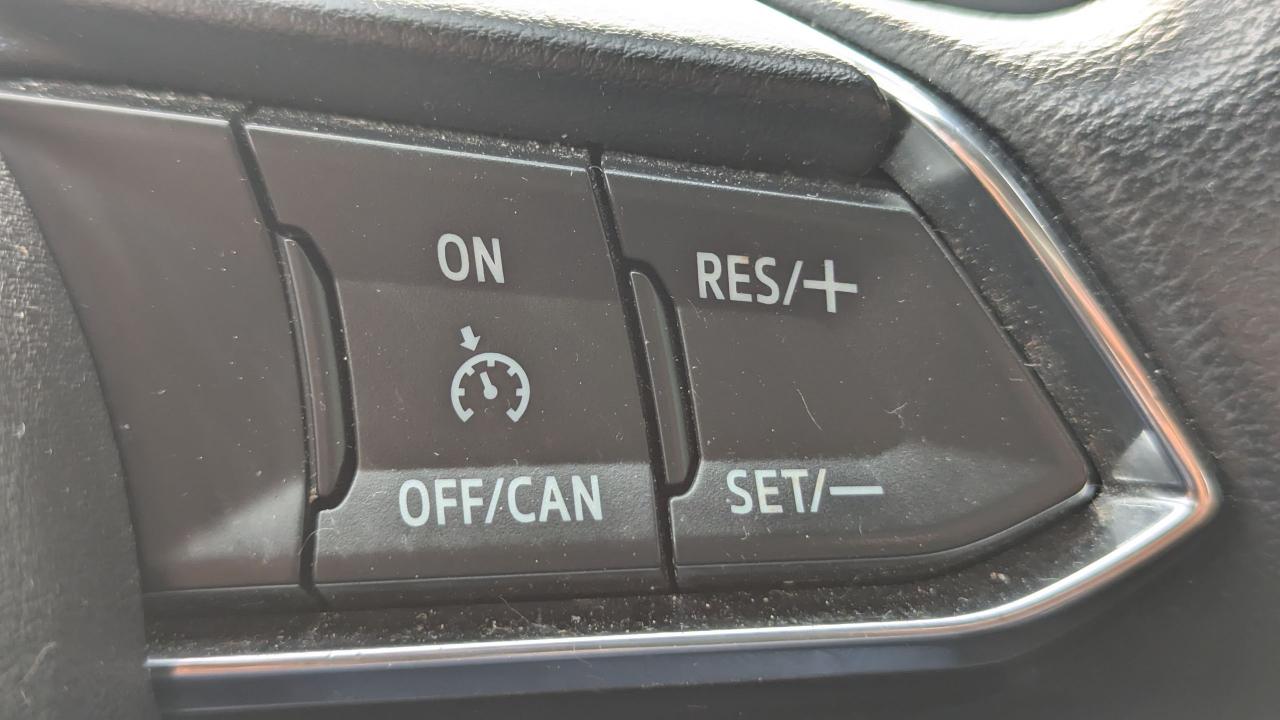 ON
RES/+
OFF/CAN
SET/—